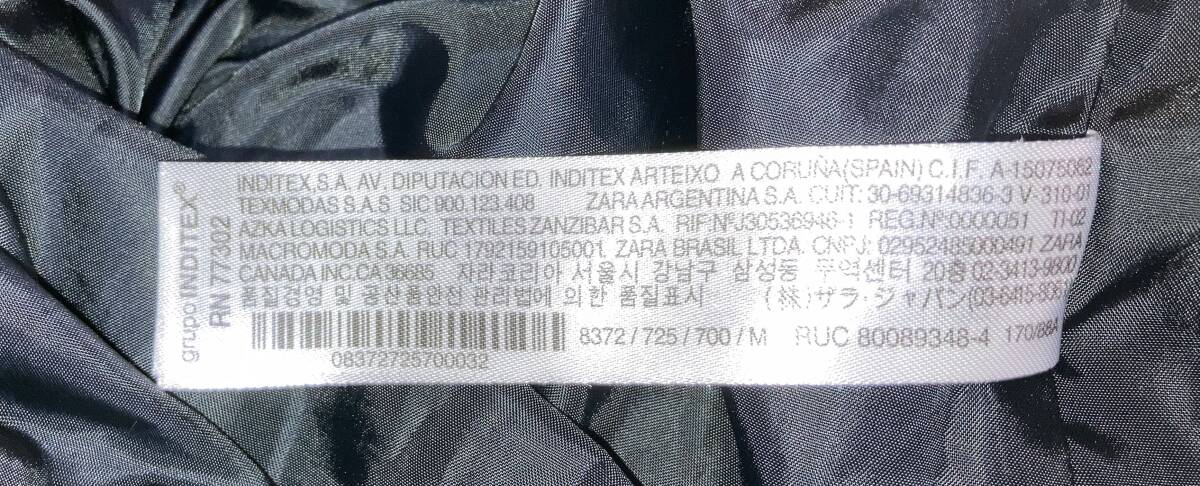 grupo INDITEX®
RN 77302
INDITEX,S.A. AV. DIPUTACION ED. INDITEX ARTEIXO A CORUÑA(SPAIN) C.I.F. A-15075062
TEXMODAS S.A.S SIC 900.123.408 ZARA ARGENTINA S.A. CUIT: 30-69314836-3 V-310-01
AZKA LOGISTICS LLC, TEXTILES ZANZIBAR S.A. RIF.Nº J30536946-1 REG.Nº:0000051 TI-02
MACROMODA S.A. RUC 1792159105001. ZARA BRASIL LTDA. CNPJ: 02952485000491 ZARA
CANADA INC CA 36685 자라코리아 서울시 강남구 삼성동 무역센터 20층 02-3413-9800
품질경영 및 공산품안전 관리법에 의한 품질표시 (株)ザラ・ジャパン
8372 / 725 / 700 / M RUC 80089348-4 170/88A
08372725700032